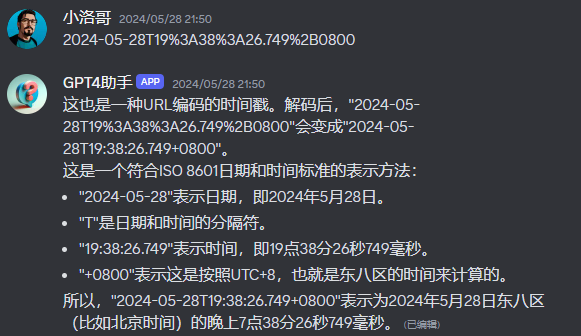 小洛哥 2024/05/28 21:50
2024-05-28T19%3A38%3A26.749%2B0800
GPT4助手 APP 2024/05/28 21:50
这也是一种URL编码的时间戳。解码后，"2024-05-
28T19%3A38%3A26.749%2B0800"会变成"2024-05-
28T19:38:26.749+0800"。
这是一个符合ISO 8601日期和时间标准的表示方法：
• "2024-05-28"表示日期，即2024年5月28日。
• "T"是日期和时间的分隔符。
• "19:38:26.749"表示时间，即19点38分26秒749毫秒。
• "+0800"表示这是按照UTC+8，也就是东八区的时间来计算的。
所以，"2024-05-28T19:38:26.749+0800"表示为2024年5月28日东八区
（比如北京时间）的晚上7点38分26秒749毫秒。 (已编辑)